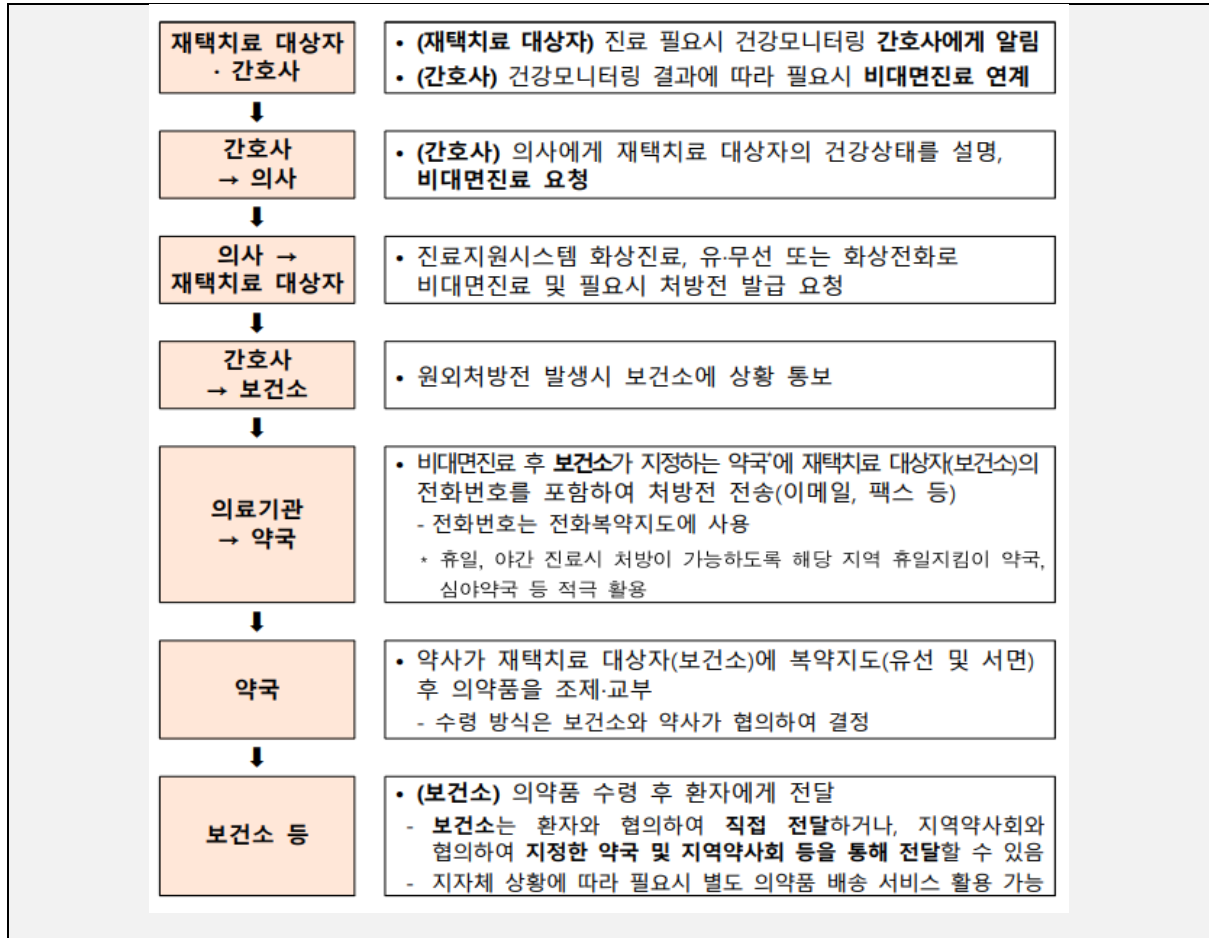 재택치료 대상자
· 간호사
• (재택치료 대상자) 진료 필요시 건강모니터링 간호사에게 알림
• (간호사) 건강모니터링 결과에 따라 필요시 비대면진료 연계
⬇
간호사
→ 의사
• (간호사) 의사에게 재택치료 대상자의 건강상태를 설명,
비대면진료 요청
⬇
의사 →
재택치료 대상자
• 진료지원시스템 화상진료, 유·무선 또는 화상전화로
비대면진료 및 필요시 처방전 발급 요청
⬇
간호사
→ 보건소
• 원외처방전 발생시 보건소에 상황 통보
⬇
의료기관
→ 약국
• 비대면진료 후 보건소가 지정하는 약국*에 재택치료 대상자(보건소)의
전화번호를 포함하여 처방전 전송(이메일, 팩스 등)
- 전화번호는 전화복약지도에 사용
* 휴일, 야간 진료시 처방이 가능하도록 해당 지역 휴일지킴이 약국,
심야약국 등 적극 활용
⬇
약국
• 약사가 재택치료 대상자(보건소)에 복약지도(유선 및 서면)
후 의약품을 조제·교부
- 수령 방식은 보건소와 약사가 협의하여 결정
⬇
보건소 등
• (보건소) 의약품 수령 후 환자에게 전달
- 보건소는 환자와 협의하여 직접 전달하거나, 지역약사회와
협의하여 지정한 약국 및 지역약사회 등을 통해 전달할 수 있음
- 지자체 상황에 따라 필요시 별도 의약품 배송 서비스 활용 가능